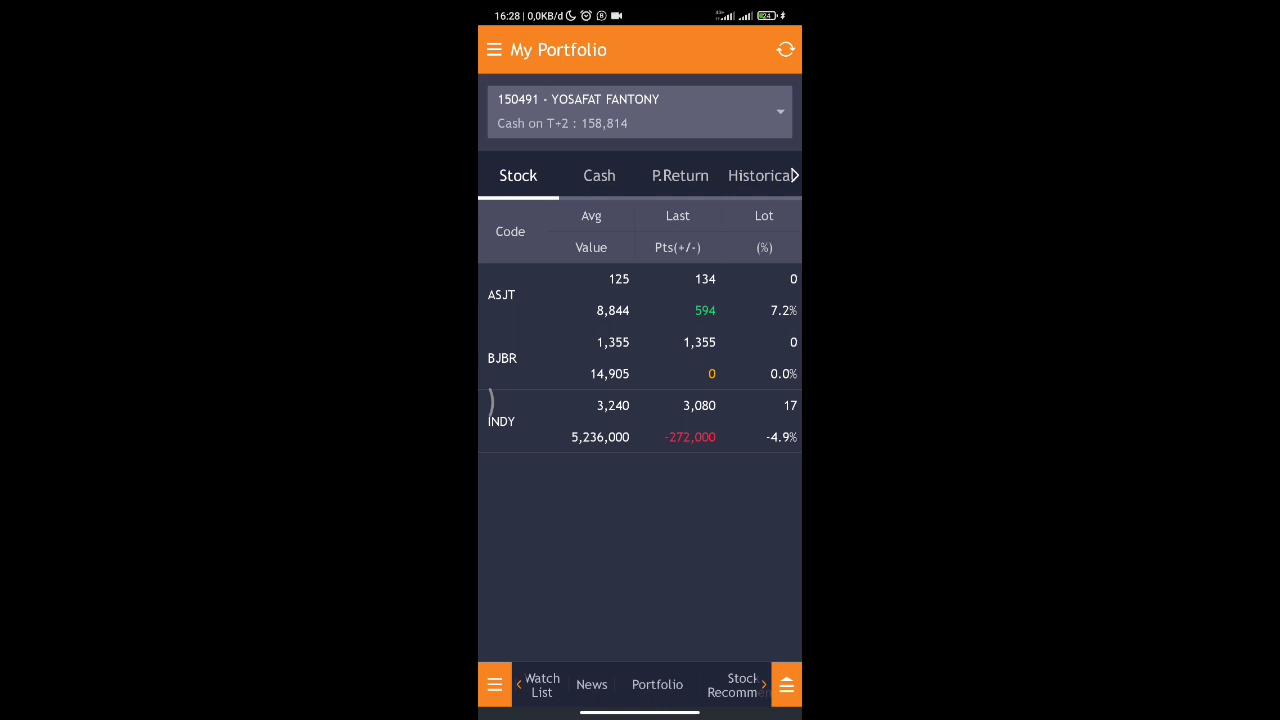 16:28 | 0,0KB/d
24
My Portfolio
150491 - YOSAFAT FANTONY
Cash on T+2 : 158,814
Stock Cash P.Return Historica
Code Avg Last Lot
Value Pts(+/-) (%)
ASJT 125 134 0
8,844 594 7.2%
BJBR 1,355 1,355 0
14,905 0 0.0%
INDY 3,240 3,080 17
5,236,000 -272,000 -4.9%
Watch List News Portfolio Stock Recommen